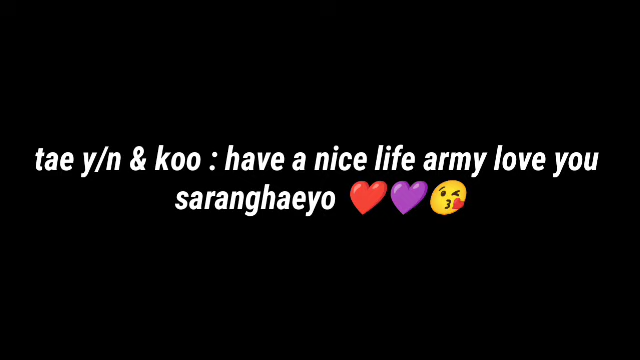 tae y/n & koo : have a nice life army love you
saranghaeyo ❤️💜😘